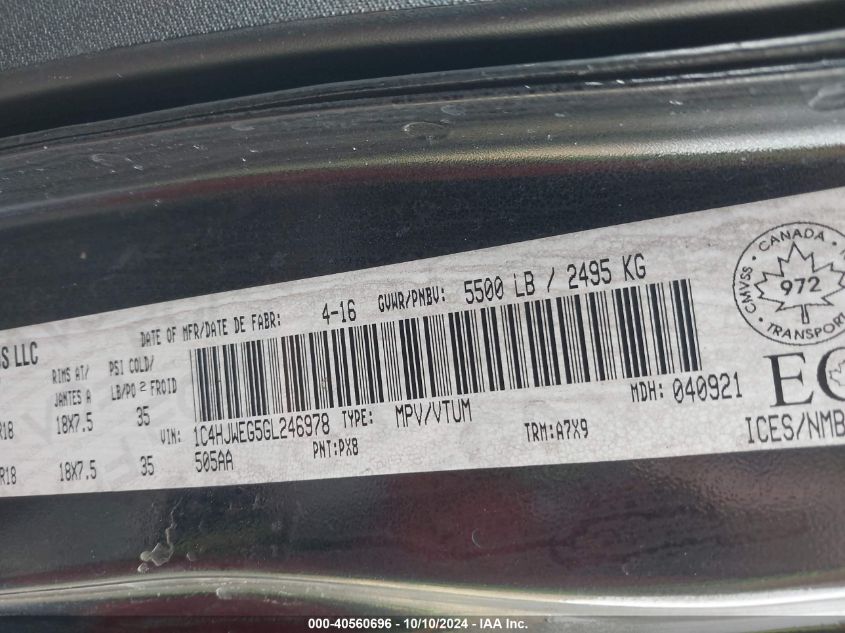 S LLC
DATE OF MFR/DATE DE FABR: 4-16 GVWR/PNBV: 5500 LB / 2495 KG
RIMS AT/ JANTES A
PSI COLD/ LB/PO 2 FROID
R18 18X7.5 35
R18 18X7.5 35
VIN: 1C4HJWEG5GL246978 TYPE: MPV/VTUM MDH: 040921
505AA PNT:PX8 TRM:A7X9
CMVSS CANADA
972
TRANSPORT
ICES/NMB
000-40560696 - 10/10/2024 - IAA Inc.